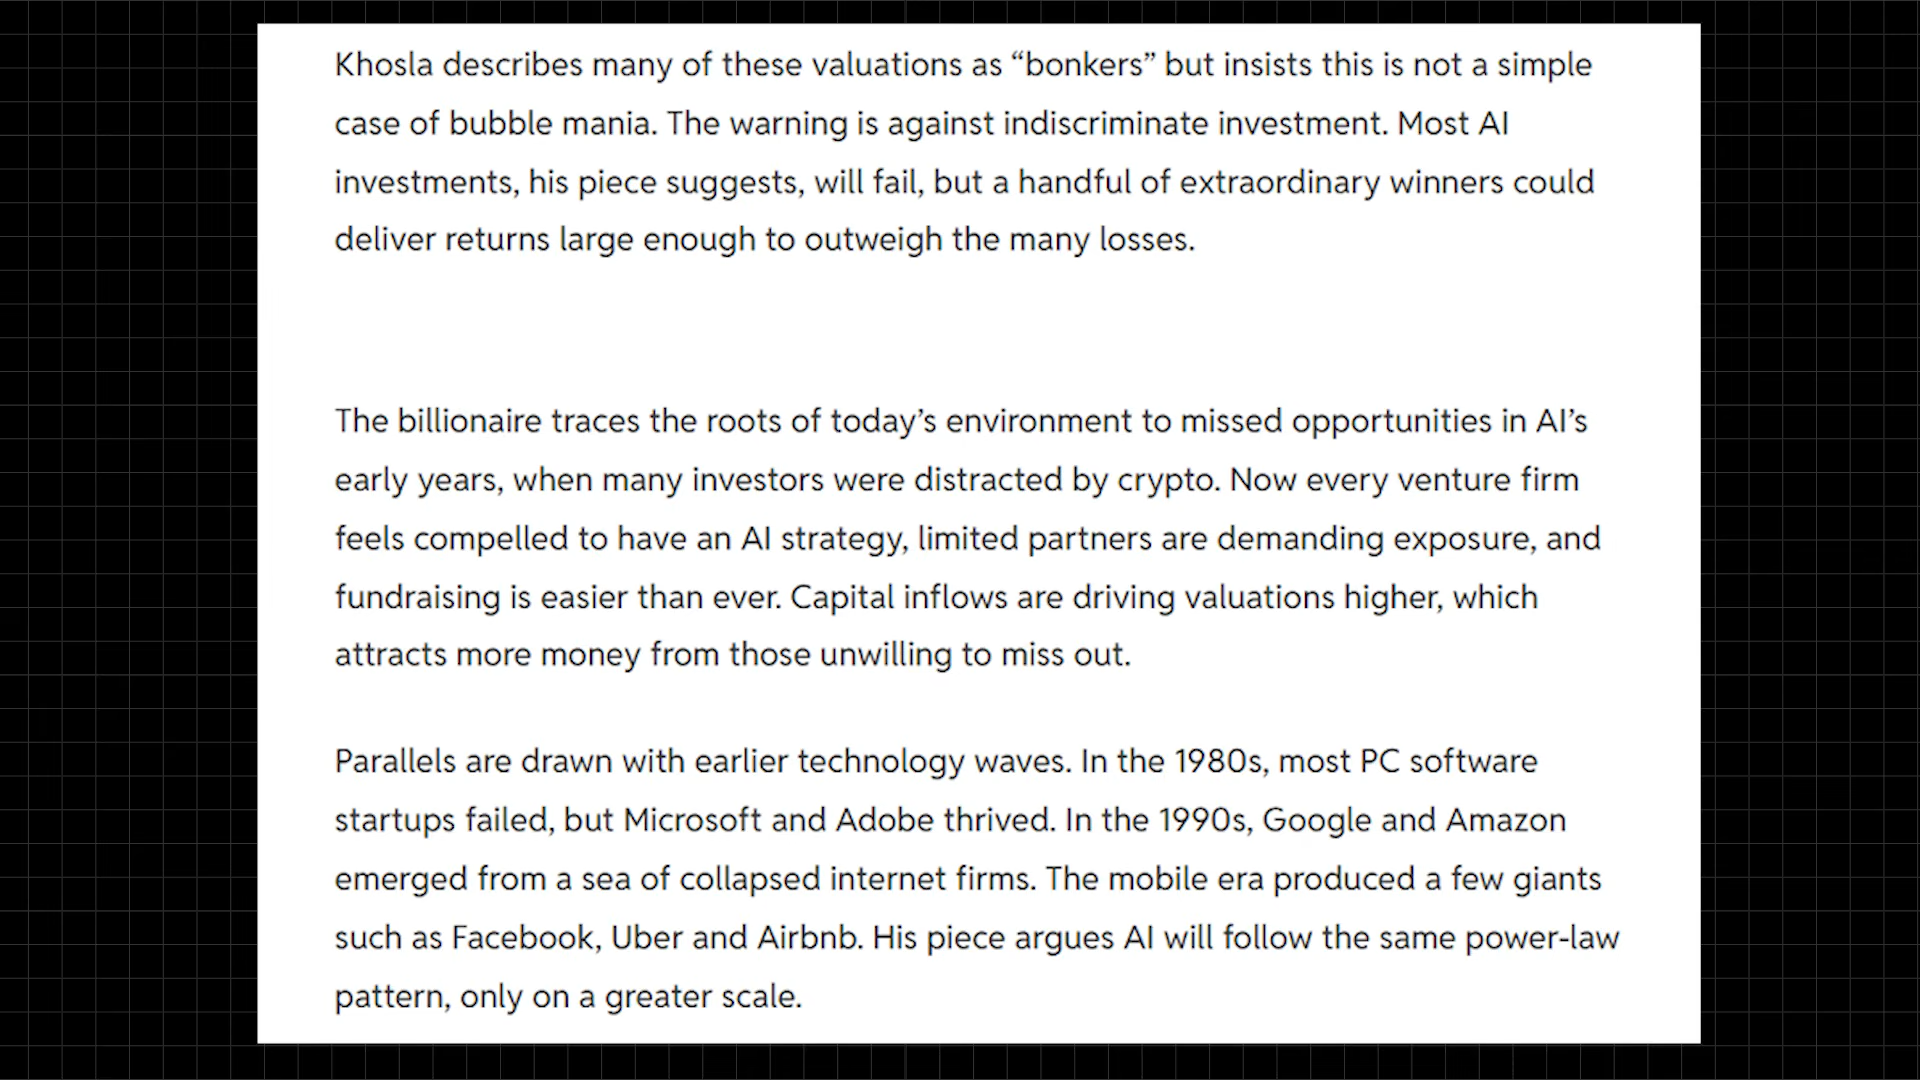 Khosla describes many of these valuations as “bonkers” but insists this is not a simple
case of bubble mania. The warning is against indiscriminate investment. Most AI
investments, his piece suggests, will fail, but a handful of extraordinary winners could
deliver returns large enough to outweigh the many losses.
The billionaire traces the roots of today’s environment to missed opportunities in AI’s
early years, when many investors were distracted by crypto. Now every venture firm
feels compelled to have an AI strategy, limited partners are demanding exposure, and
fundraising is easier than ever. Capital inflows are driving valuations higher, which
attracts more money from those unwilling to miss out.
Parallels are drawn with earlier technology waves. In the 1980s, most PC software
startups failed, but Microsoft and Adobe thrived. In the 1990s, Google and Amazon
emerged from a sea of collapsed internet firms. The mobile era produced a few giants
such as Facebook, Uber and Airbnb. His piece argues AI will follow the same power-law
pattern, only on a greater scale.